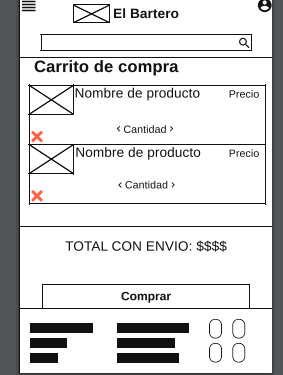 El Bartero
Carrito de compra
Nombre de producto Precio
‹ Cantidad ›
Nombre de producto Precio
‹ Cantidad ›
TOTAL CON ENVIO: $$$$
Comprar